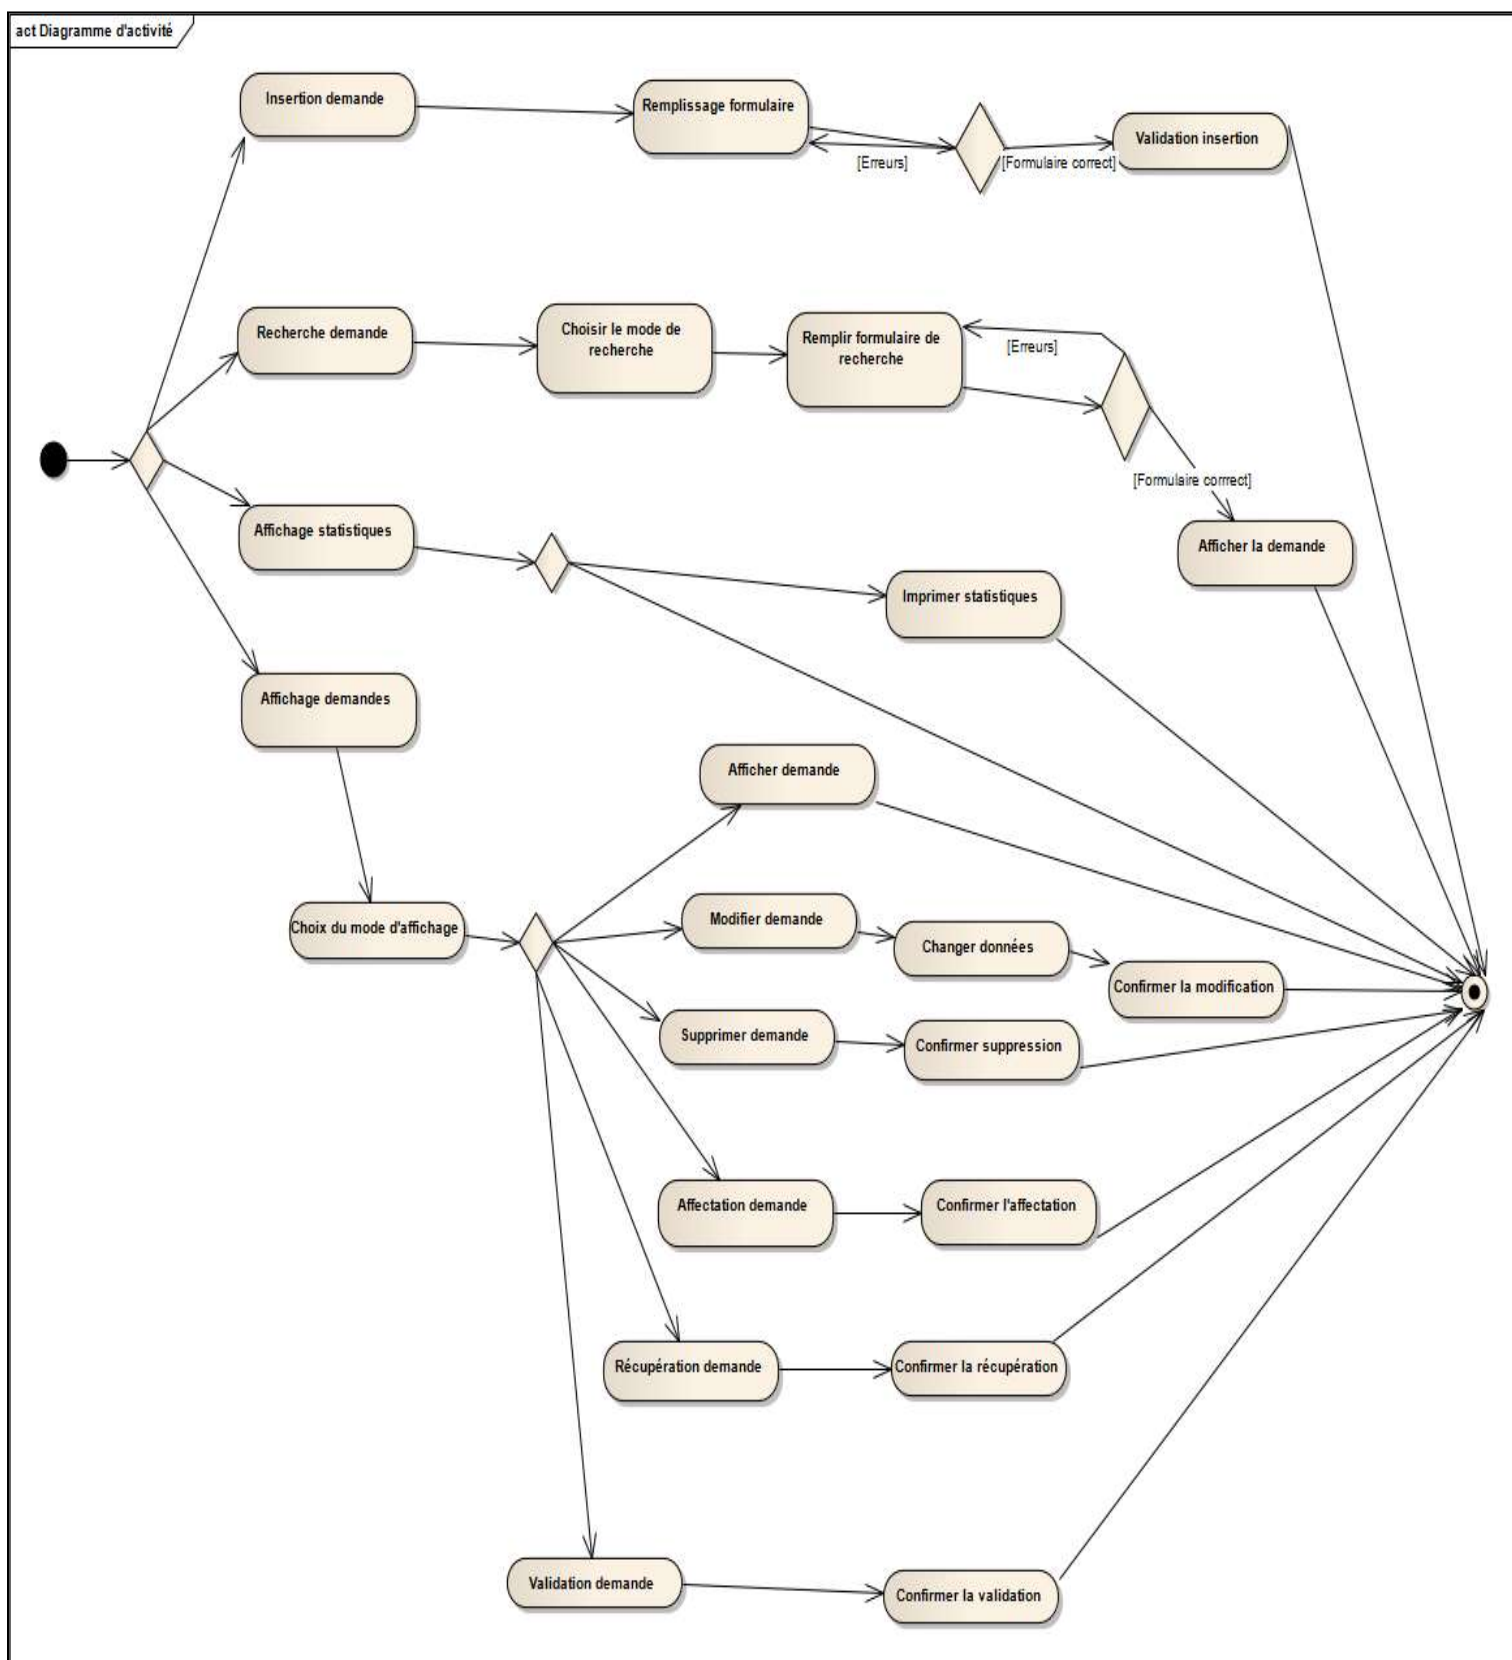 act Diagramme d'activité
Insertion demande
Remplissage formulaire
Validation insertion
[Erreurs]
[Formulaire correct]
Recherche demande
Choisir le mode de
recherche
Remplir formulaire de
recherche
[Erreurs]
[Formulaire corrrect]
Affichage statistiques
Afficher la demande
Imprimer statistiques
Affichage demandes
Afficher demande
Choix du mode d'affichage
Modifier demande
Changer données
Confirmer la modification
Supprimer demande
Confirmer suppression
Affectation demande
Confirmer l'affectation
Récupération demande
Confirmer la récupération
Validation demande
Confirmer la validation